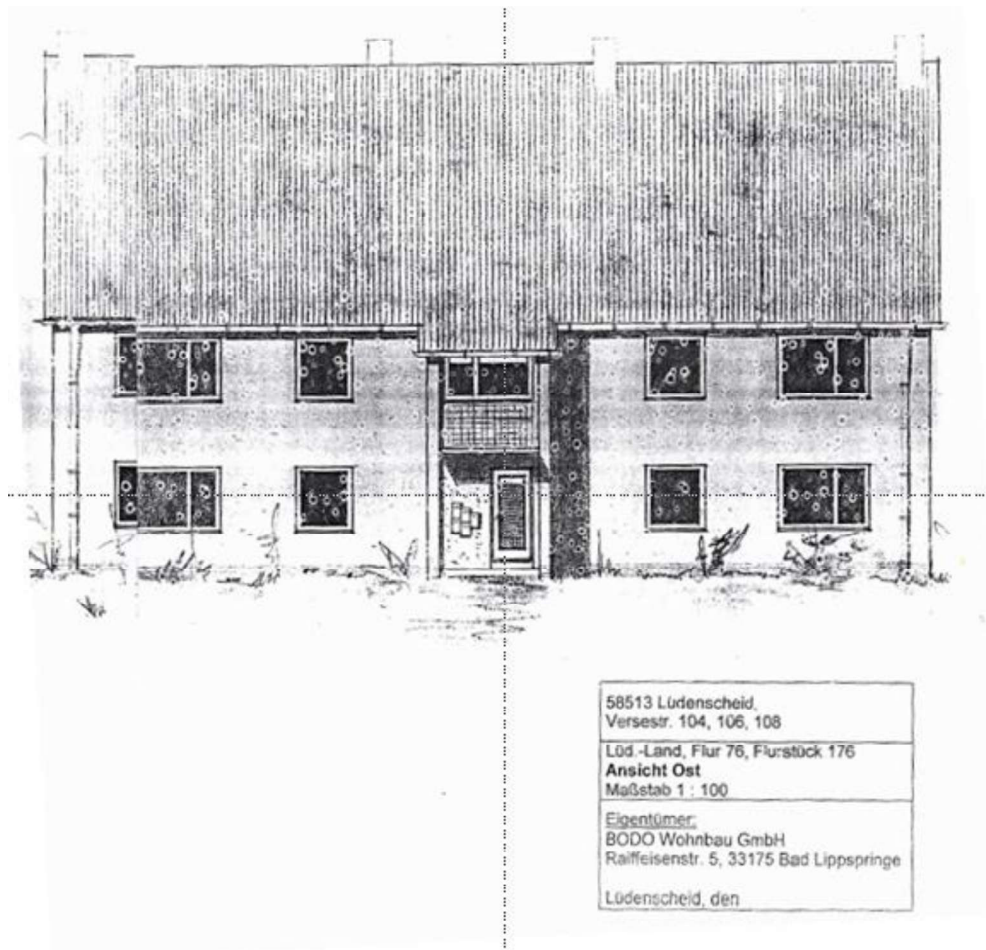 58513 Lüdenscheid,
Versestr. 104, 106, 108
Lüd.-Land, Flur 76, Flurstück 176
Ansicht Ost
Maßstab 1 : 100
Eigentümer:
BODO Wohnbau GmbH
Raiffeisenstr. 5, 33175 Bad Lippspringe
Lüdenscheid, den